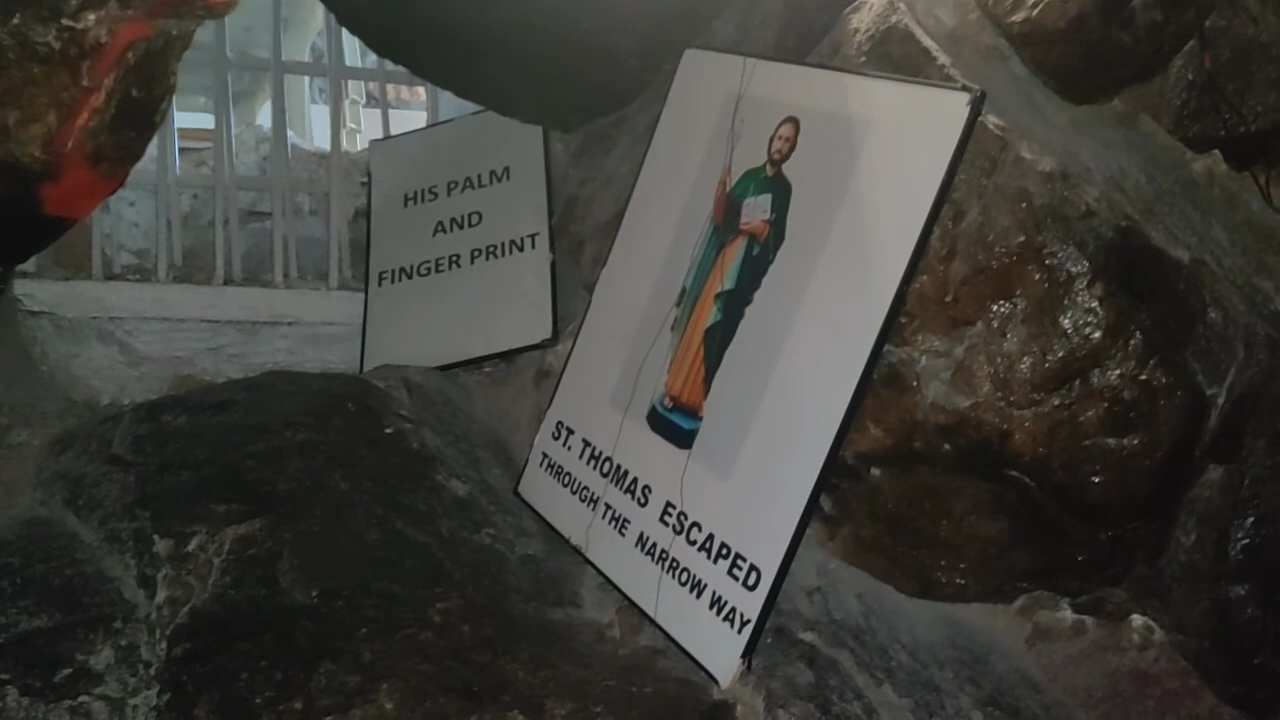 HIS PALM
AND
FINGER PRINT
ST. THOMAS ESCAPED
THROUGH THE NARROW WAY